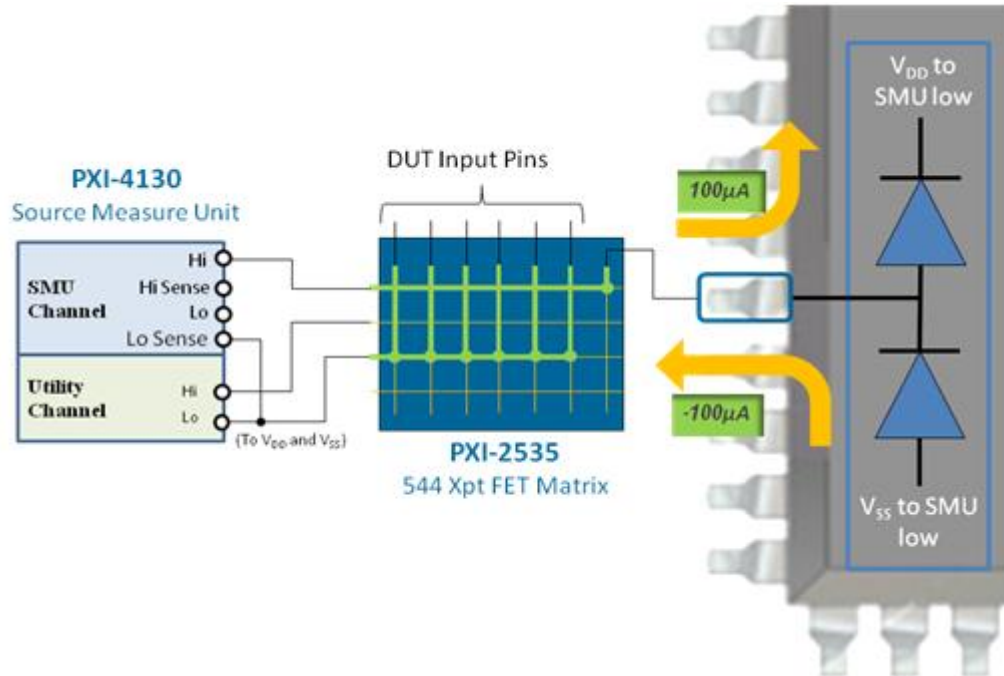 PXI-4130
Source Measure Unit
SMU
Channel
Hi
Hi Sense
Lo
Lo Sense
Utility
Channel
Hi
Lo
(To VDD and VSS)
DUT Input Pins
PXI-2535
544 Xpt FET Matrix
100µA
-100µA
VDD to
SMU low
VSS to SMU
low